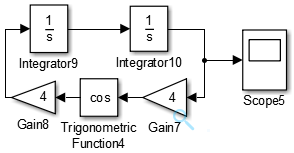 1
s
1
s
Integrator9
Integrator10
Scope5
4
cos
4
Gain8
Trigonometric
Function4
Gain7